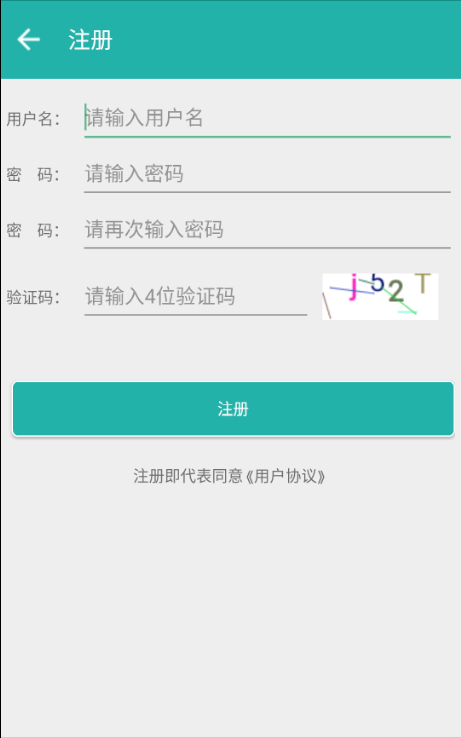 注册
用户名： 请输入用户名
密 码： 请输入密码
密 码： 请再次输入密码
验证码： 请输入4位验证码
注册
注册即代表同意《用户协议》